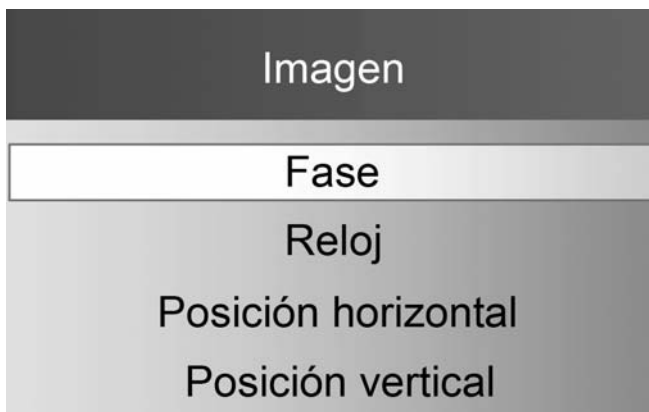 Imagen
Fase
Reloj
Posición horizontal
Posición vertical